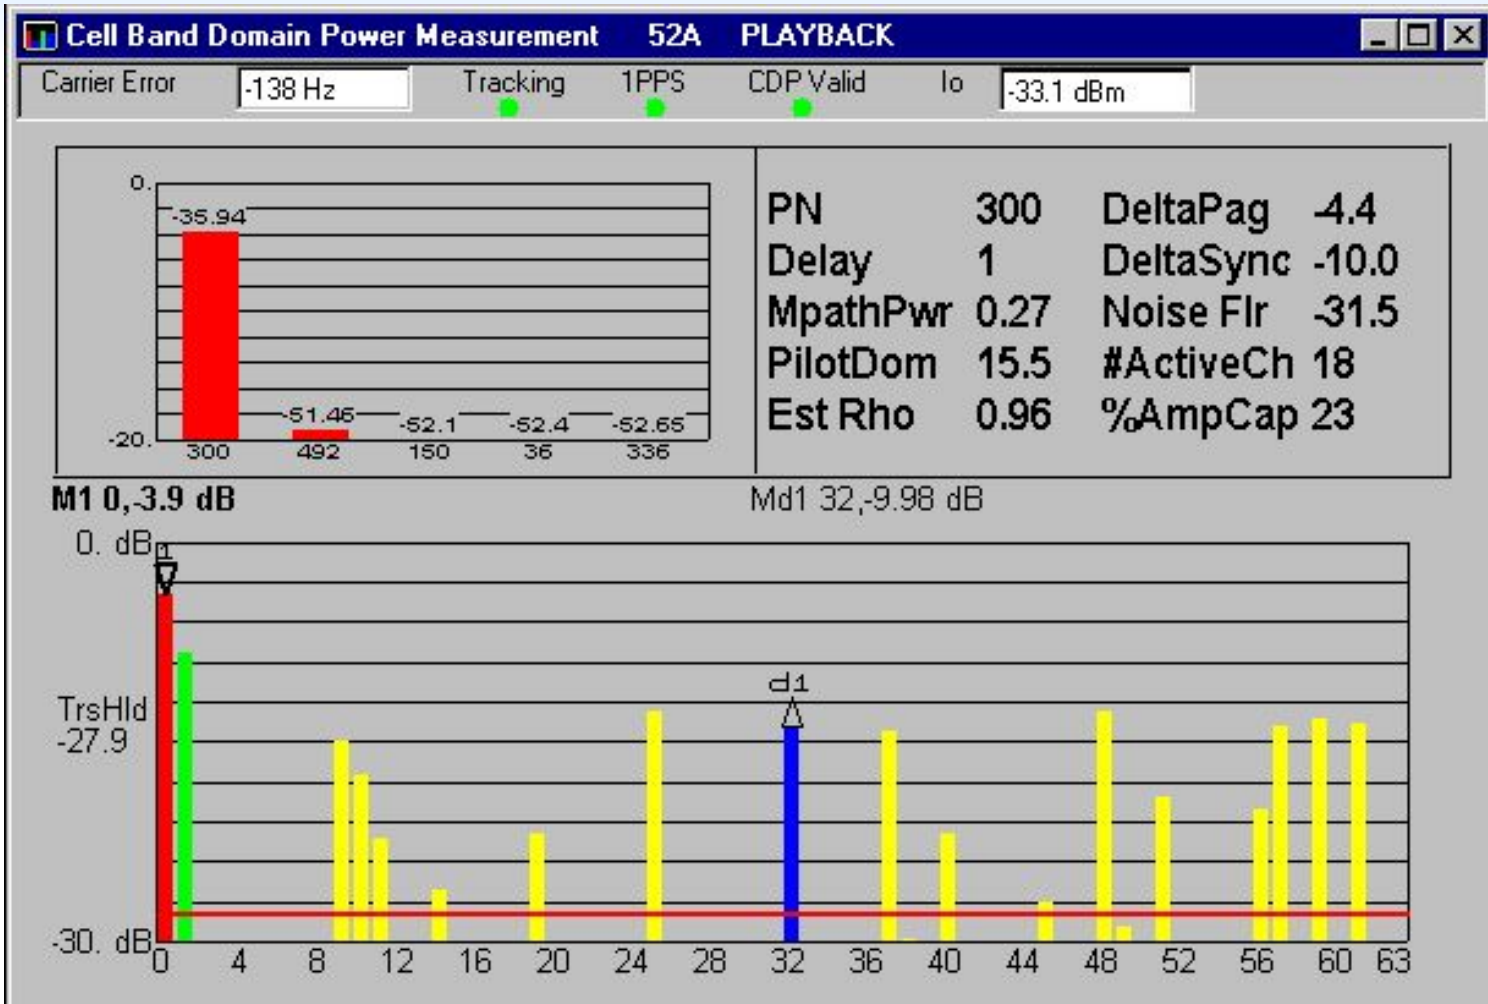 Cell Band Domain Power Measurement 52A PLAYBACK
Carrier Error -138 Hz Tracking 1PPS CDP Valid Io -33.1 dBm
0.
-35.94
-51.46 -52.1 -52.4 -52.65
-20.
300 492 150 36 336
PN 300 DeltaPag -4.4
Delay 1 DeltaSync -10.0
MpathPwr 0.27 Noise Flr -31.5
PilotDom 15.5 #ActiveCh 18
Est Rho 0.96 %AmpCap 23
M1 0,-3.9 dB Md1 32,-9.98 dB
0. dB
1
d1
TrsHld
-27.9
-30. dB
0 4 8 12 16 20 24 28 32 36 40 44 48 52 56 60 63